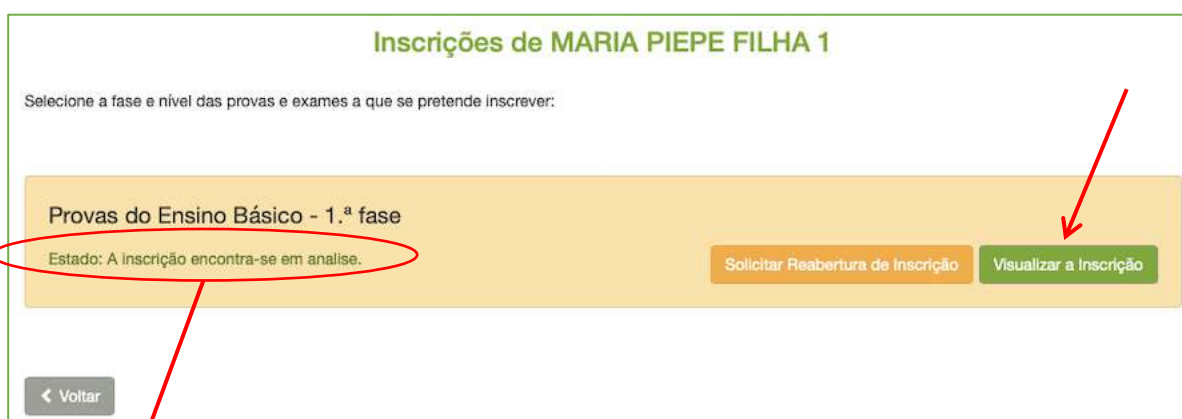 Inscrições de MARIA PIEPE FILHA 1
Selecione a fase e nível das provas e exames a que se pretende inscrever:
Provas do Ensino Básico - 1.ª fase
Estado: A inscrição encontra-se em analise.
Solicitar Reabertura de Inscrição
Visualizar a Inscrição
Voltar